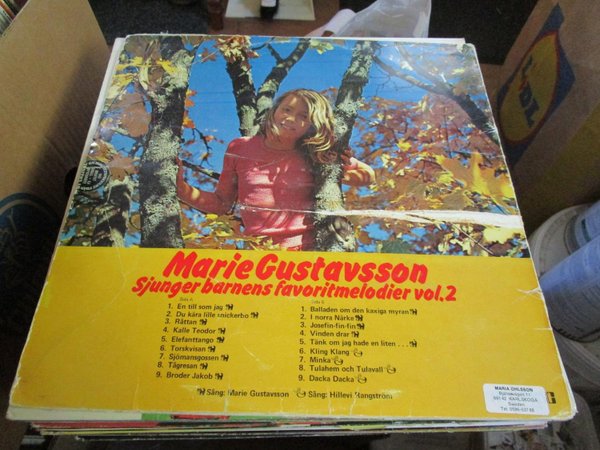 Marie Gustavsson
Sjunger barnens favoritmelodier vol.2
Sida A
1. En till som jag
2. Du kära lille snickerbo
3. Råttan
4. Kalle Teodor
5. Elefanttango
6. Torskvisan
7. Sjömansgossen
8. Tågresan
9. Broder Jakob
Sida B
1. Balladen om den kaxiga myran
2. I norra Närke
3. Josefin-fin-fin
4. Vinden drar
5. Tänk om jag hade en liten . . .
6. Kling Klang
7. Minka
8. Tulahem och Tulavall
9. Dacka Dacka
Sång: Marie Gustavsson Sång: Hillevi Stangström
MARIA OHLSSON
KARLSKOGA
Sweden
LIDL